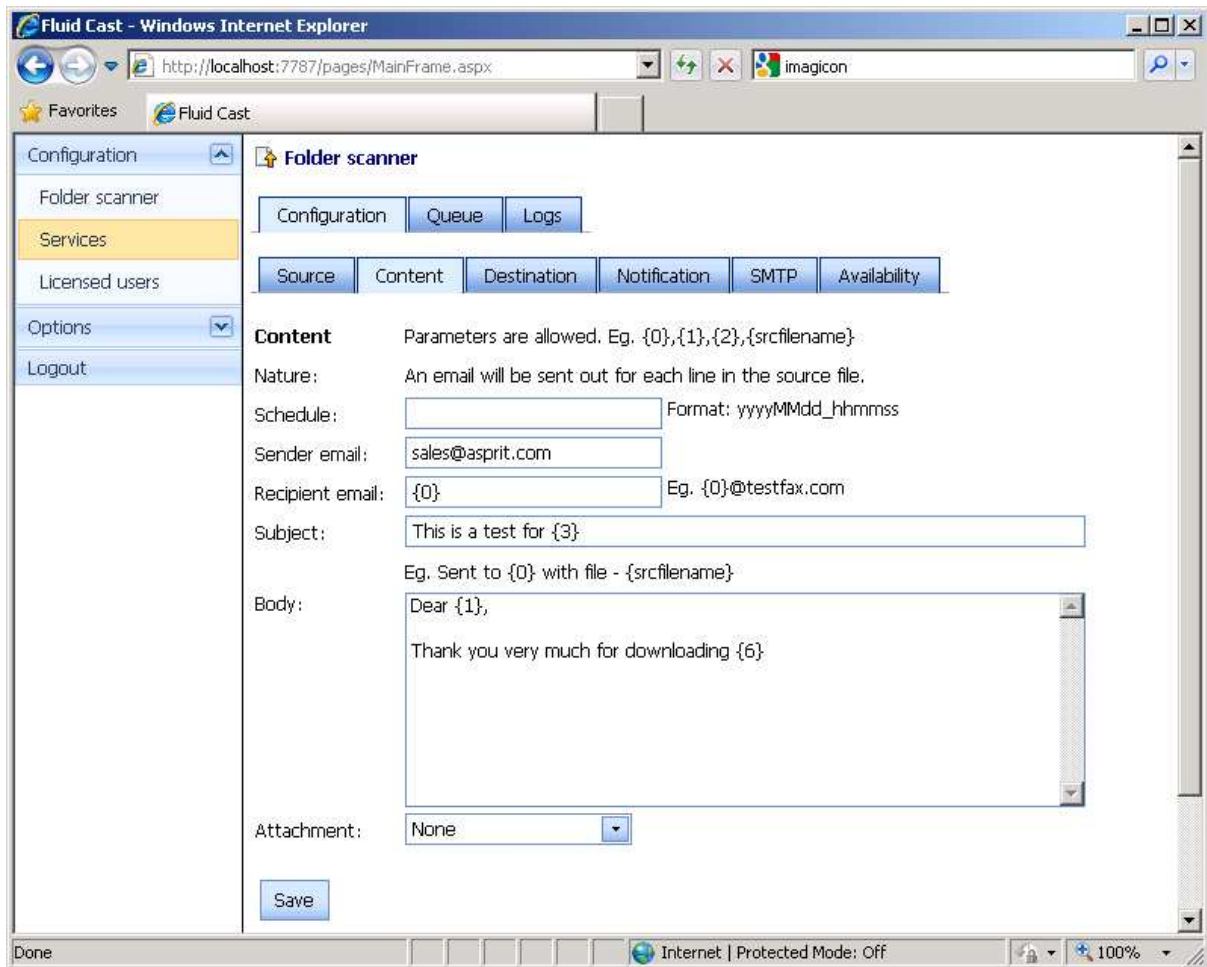 Fluid Cast - Windows Internet Explorer
http://localhost:7787/pages/MainFrame.aspx
imagicon
Favorites
Fluid Cast
Configuration
Folder scanner
Services
Licensed users
Options
Logout
Folder scanner
Configuration Queue Logs
Source Content Destination Notification SMTP Availability
Content Parameters are allowed. Eg. {0},{1},{2},{srcfilename}
Nature: An email will be sent out for each line in the source file.
Schedule: Format: yyyyMMdd_hhmmss
Sender email: sales@asprit.com
Recipient email: {0} Eg. {0}@testfax.com
Subject: This is a test for {3}
Eg. Sent to {0} with file - {srcfilename}
Body: Dear {1},
Thank you very much for downloading {6}
Attachment: None
Save
Done Internet | Protected Mode: Off 100%